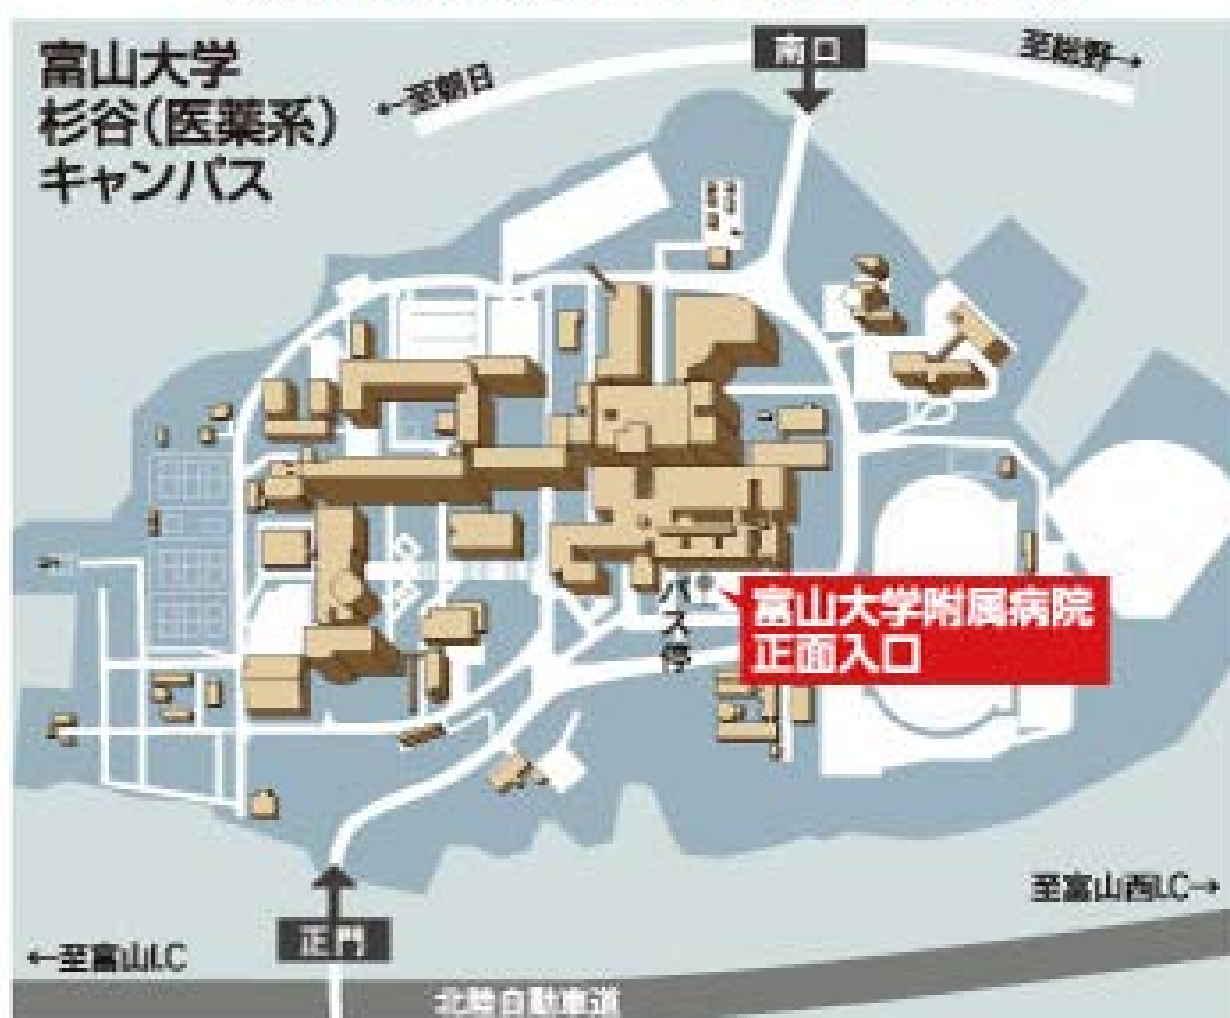 富山大学
杉谷(医薬系)
キャンパス
南口
←至朝日
至総野→
バス停
富山大学附属病院
正面入口
至富山西I.C→
正門
←至富山I.C
北陸自動車道